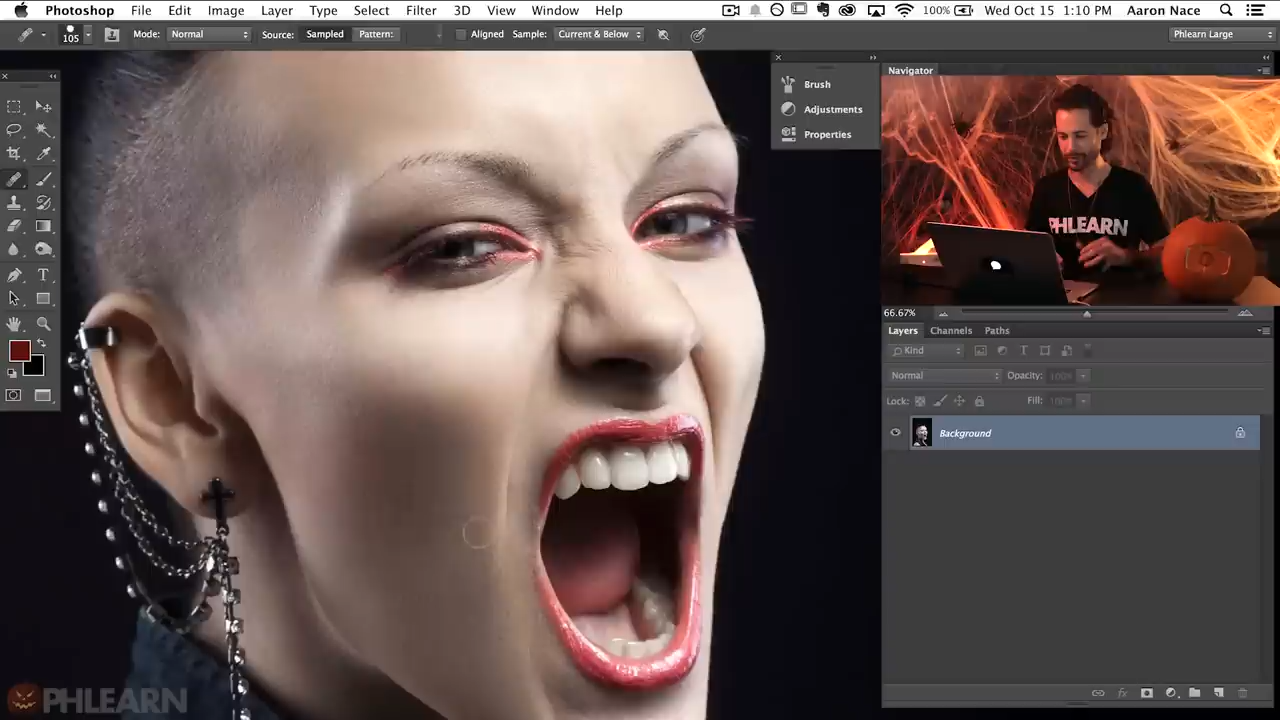 Photoshop File Edit Image Layer Type Select Filter 3D View Window Help 100% Wed Oct 15 1:10 PM Aaron Nace
105 Mode: Normal Source: Sampled Pattern: Aligned Sample: Current & Below Phlearn Large
Brush
Adjustments
Properties
Navigator
PHLEARN
66.67%
Layers Channels Paths
Kind
Normal Opacity: 100%
Lock: Fill: 100%
Background
PHLEARN